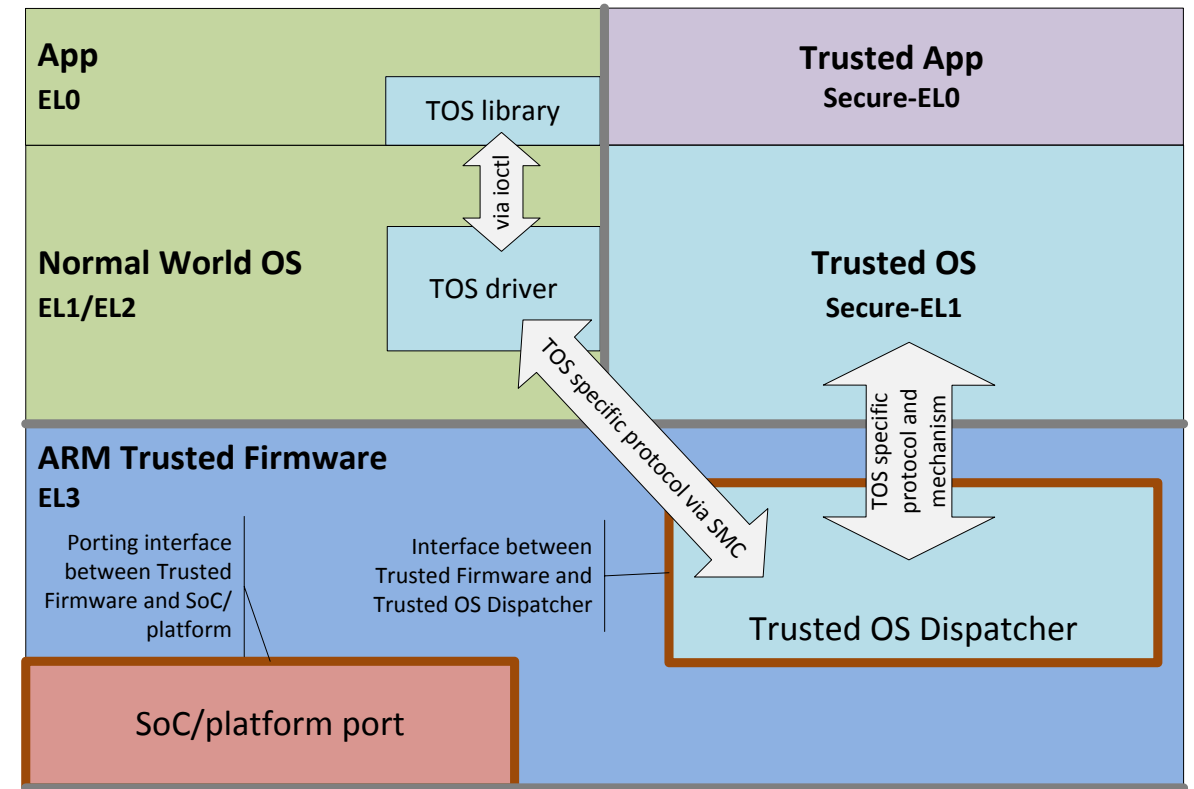 App
EL0
TOS library
Trusted App
Secure-EL0
via ioctl
Normal World OS
EL1/EL2
TOS driver
Trusted OS
Secure-EL1
TOS specific protocol via SMC
TOS specific
protocol and
mechanism
ARM Trusted Firmware
EL3
Porting interface
between Trusted
Firmware and SoC/
platform
Interface between
Trusted Firmware and
Trusted OS Dispatcher
Trusted OS Dispatcher
SoC/platform port